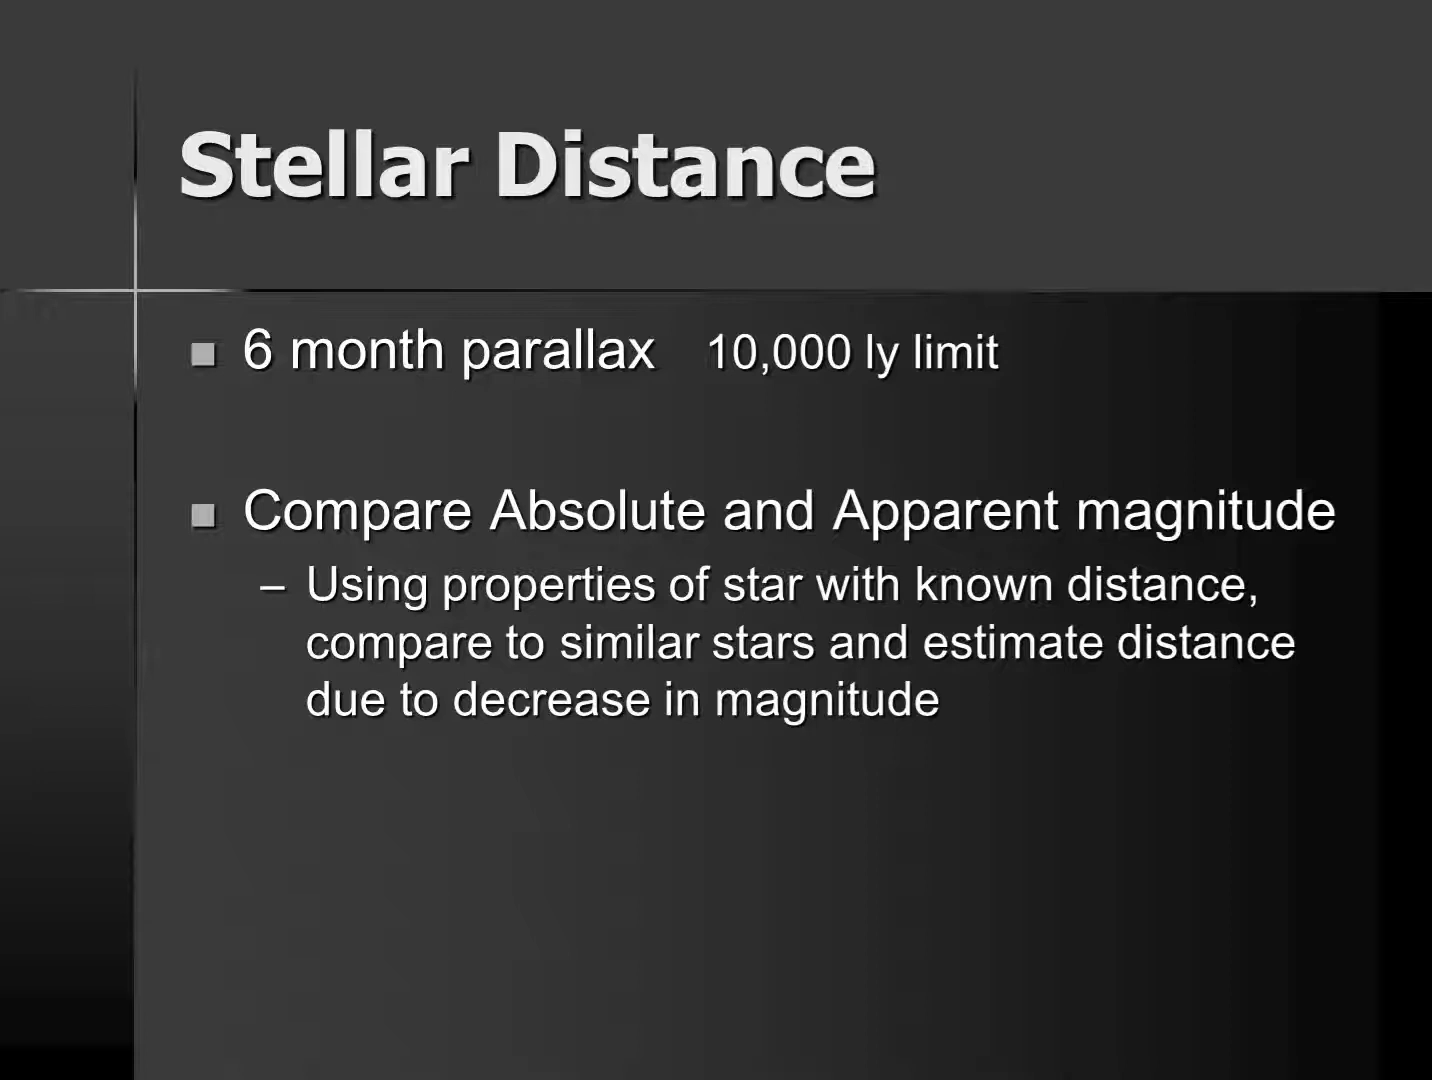 Stellar Distance
6 month parallax 10,000 ly limit
Compare Absolute and Apparent magnitude
– Using properties of star with known distance,
compare to similar stars and estimate distance
due to decrease in magnitude